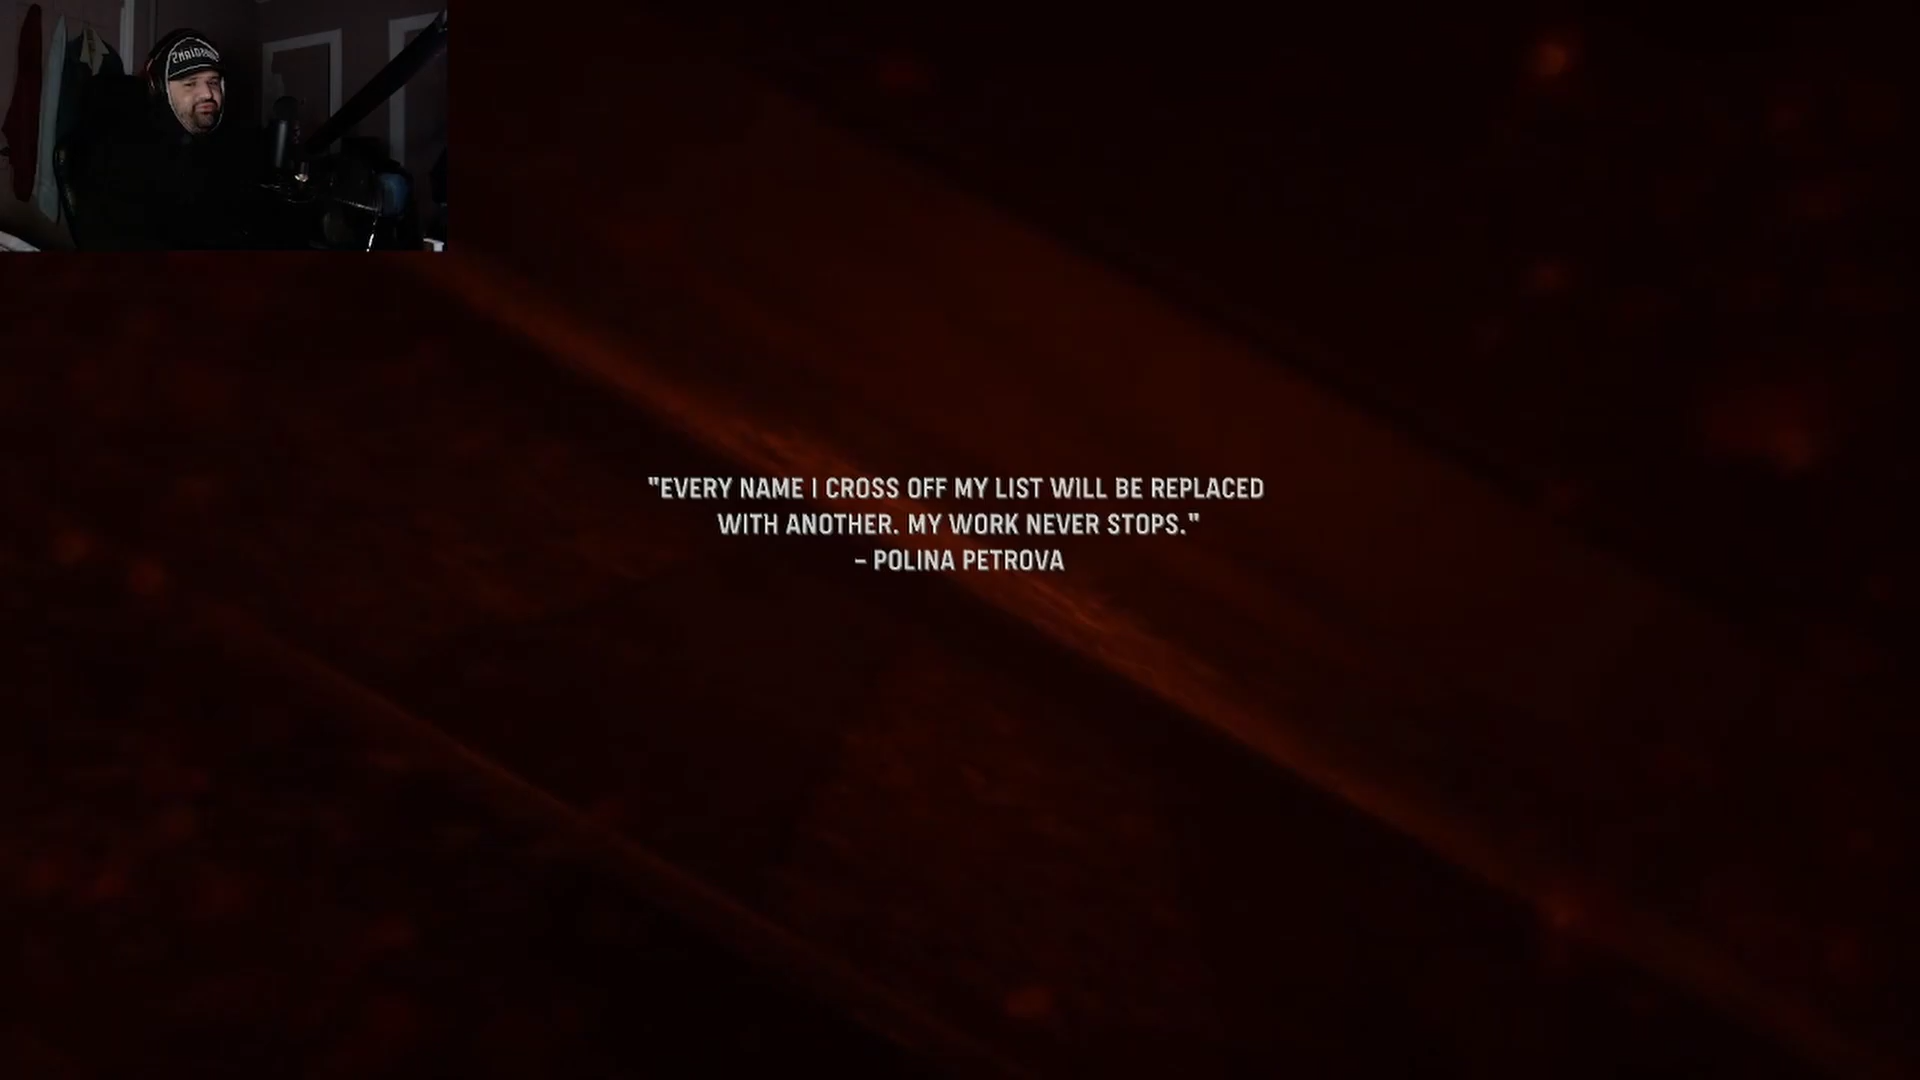 "EVERY NAME I CROSS OFF MY LIST WILL BE REPLACED
WITH ANOTHER. MY WORK NEVER STOPS."
– POLINA PETROVA